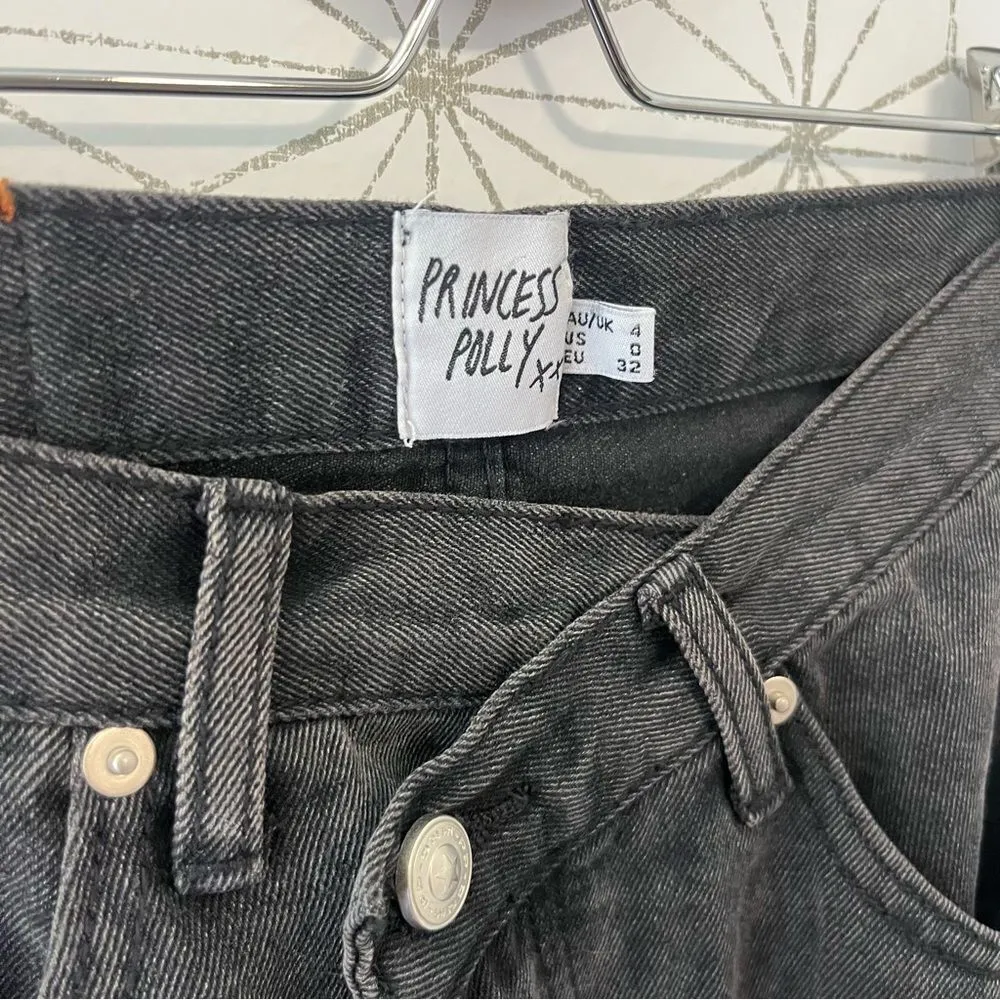 PRINCESS
POLLY xx
AU/UK 4
US 0
EU 32